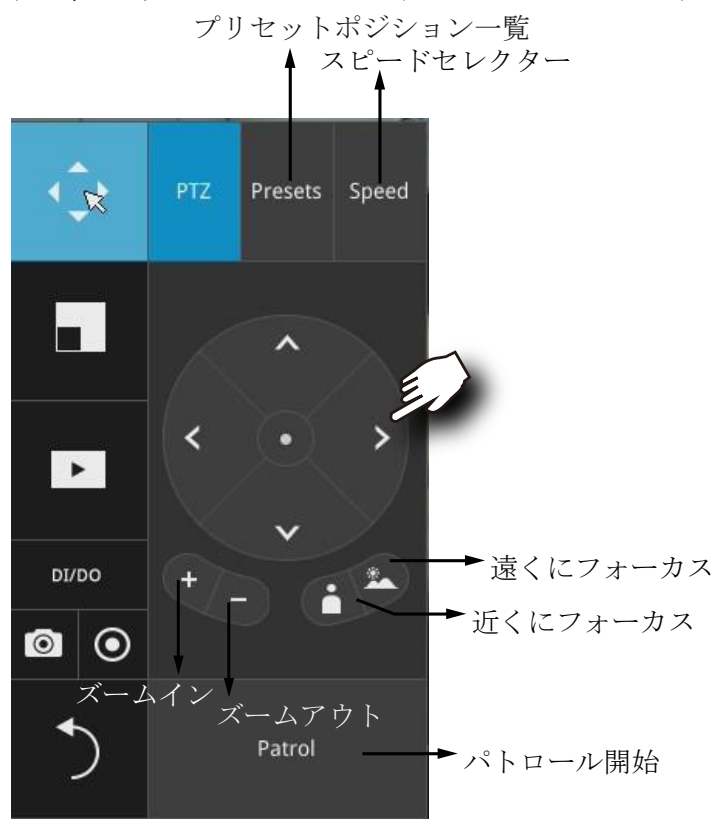 プリセットポジション一覧
スピードセレクター
PTZ
Presets
Speed
DI/DO
遠くにフォーカス
近くにフォーカス
ズームイン
ズームアウト
Patrol
パトロール開始